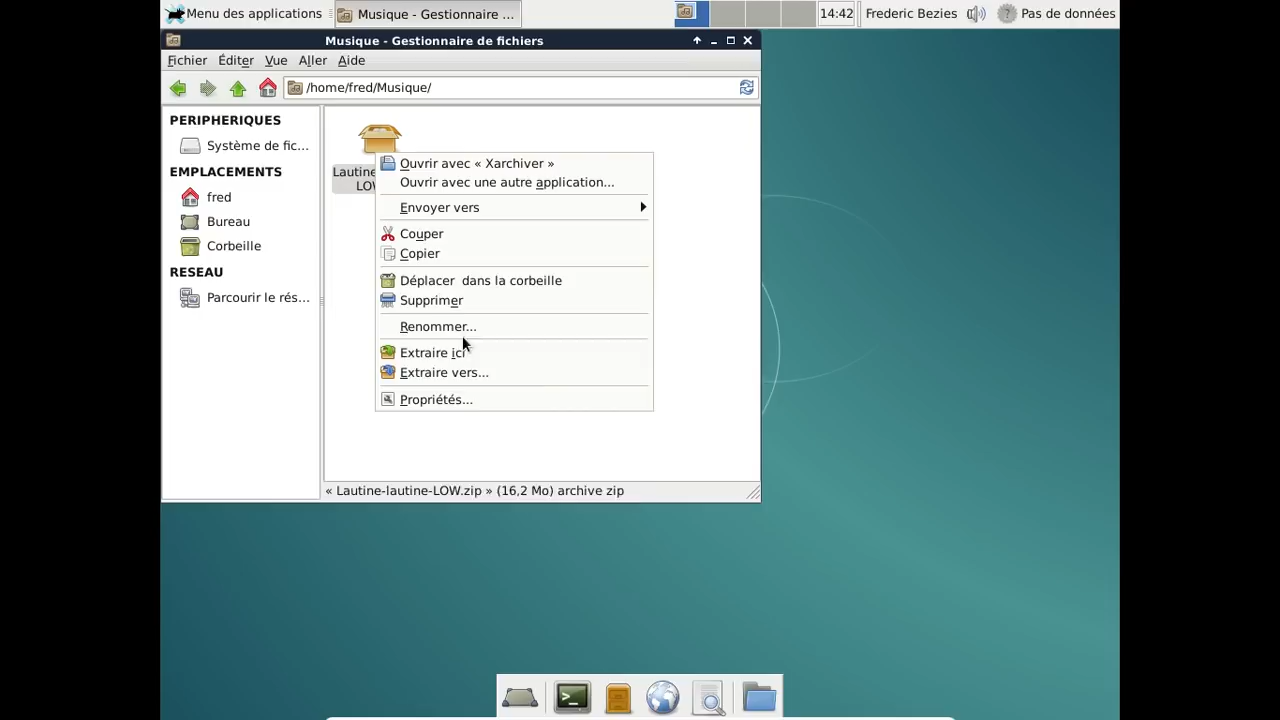 Menu des applications
Musique - Gestionnaire ...
14:42
Frederic Bezies
Pas de données
Musique - Gestionnaire de fichiers
Fichier Éditer Vue Aller Aide
/home/fred/Musique/
PERIPHERIQUES
Système de fic...
EMPLACEMENTS
fred
Bureau
Corbeille
RESEAU
Parcourir le rés...
Ouvrir avec « Xarchiver »
Ouvrir avec une autre application...
Envoyer vers
Couper
Copier
Déplacer dans la corbeille
Supprimer
Renommer...
Extraire ici
Extraire vers...
Propriétés...
« Lautine-lautine-LOW.zip » (16,2 Mo) archive zip